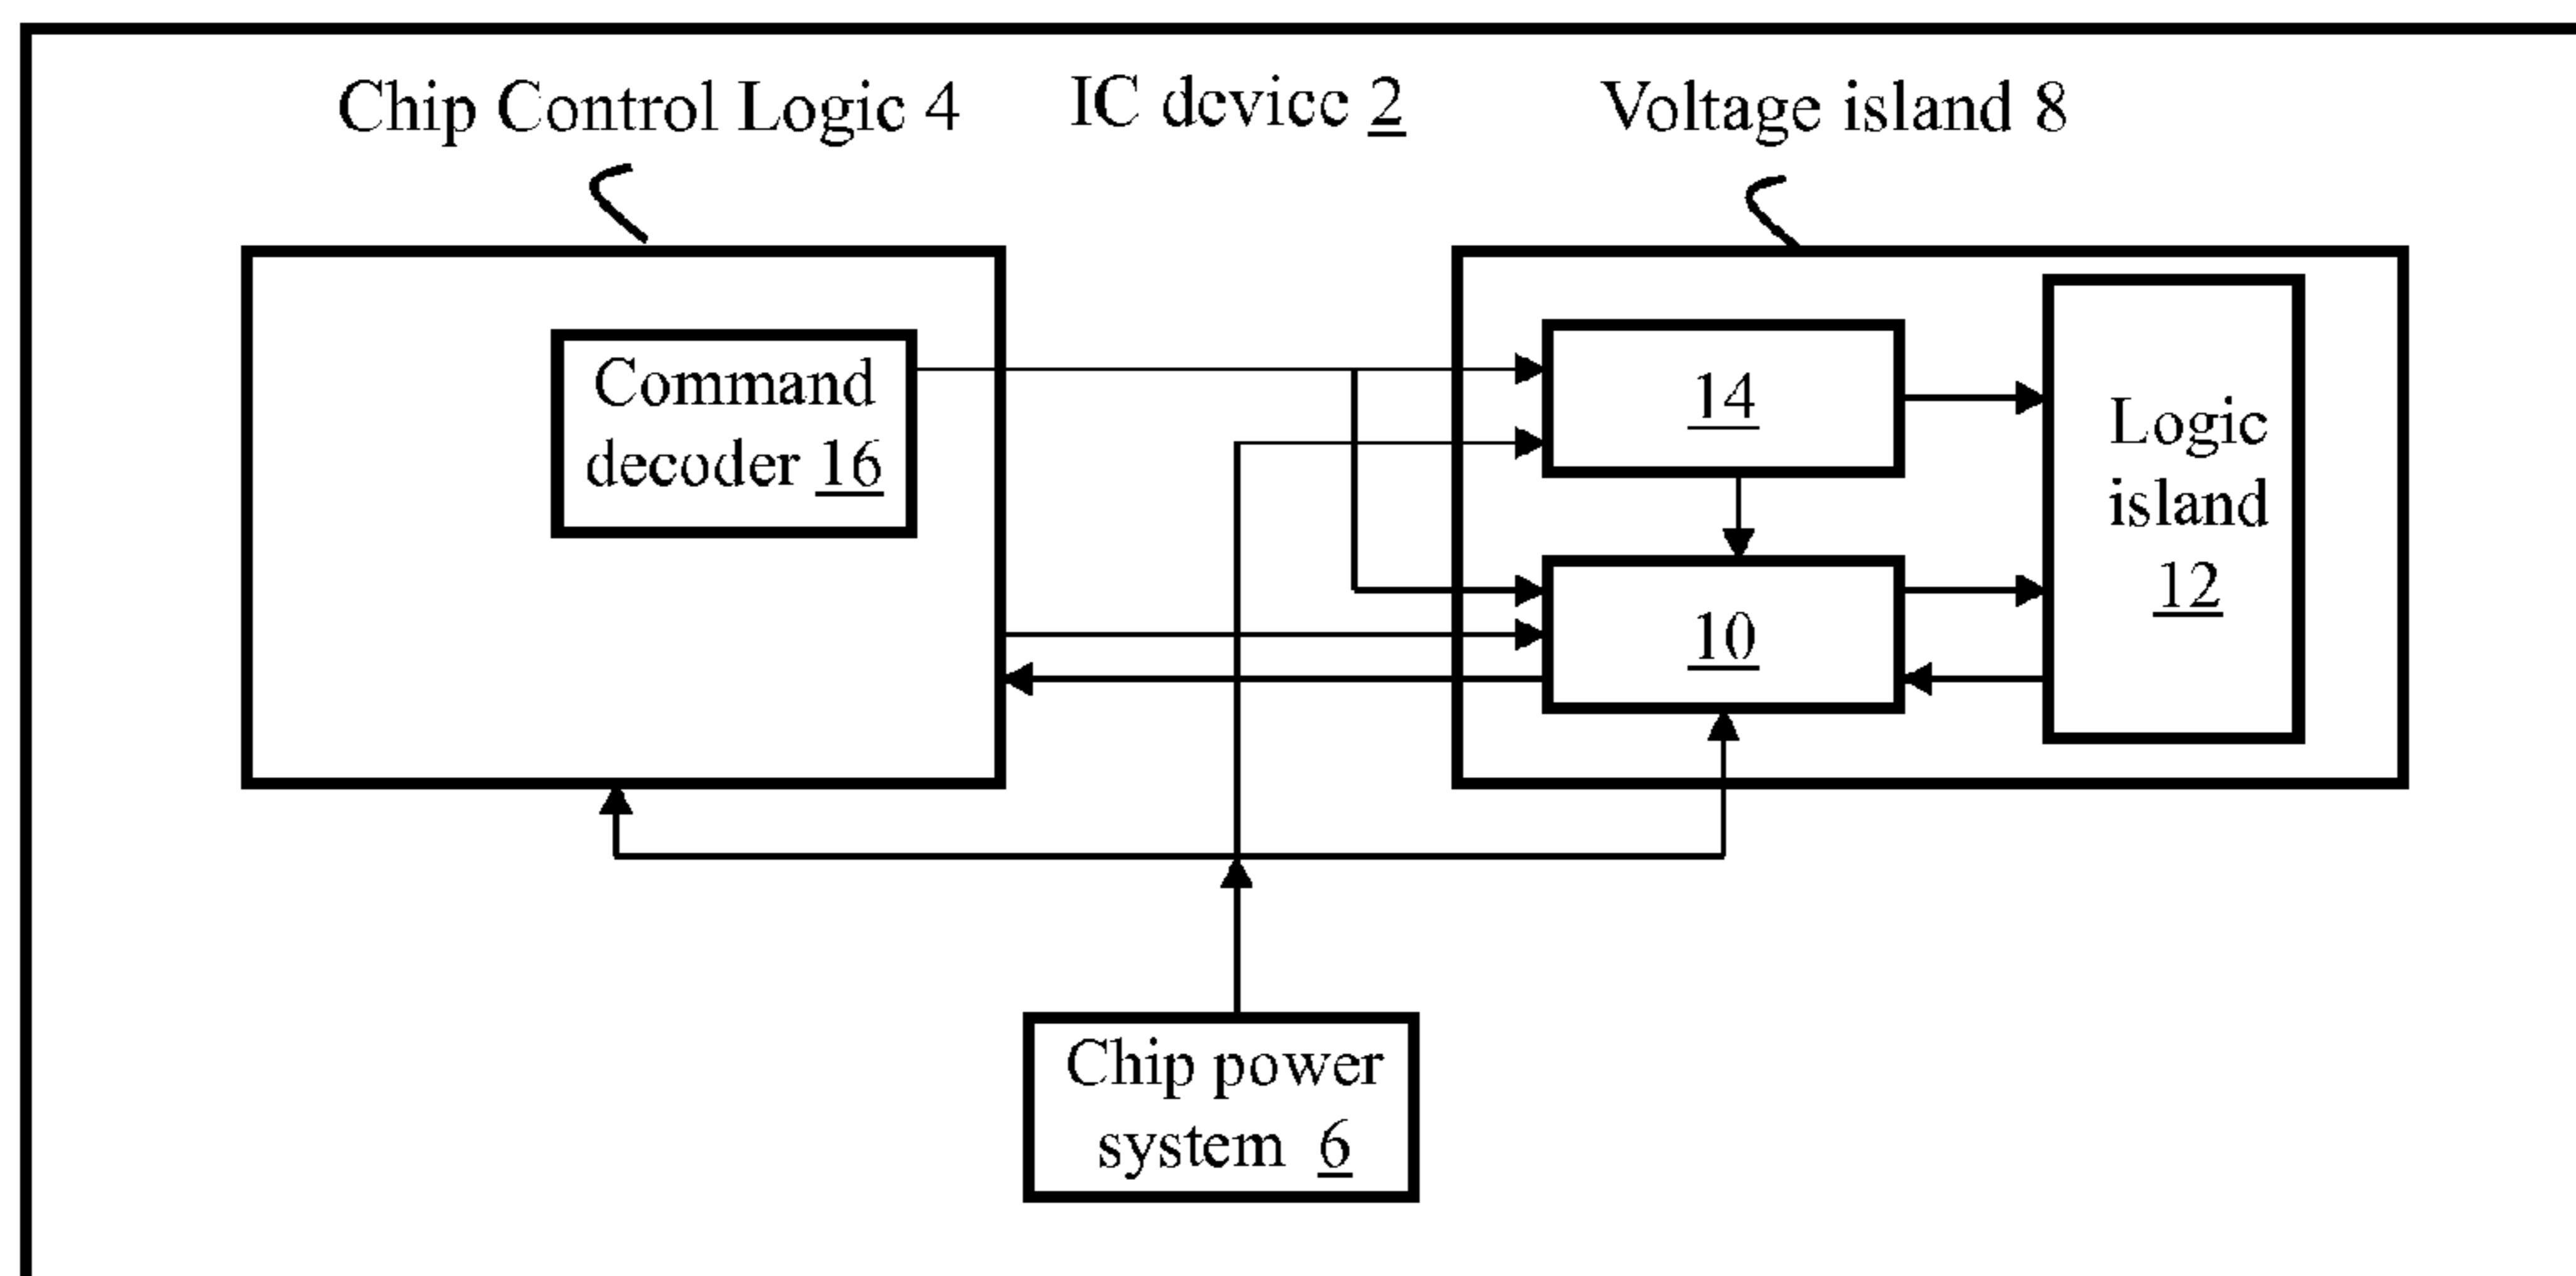 Chip Control Logic 4
IC device 2
Voltage island 8
Command
decoder 16
14
Logic
island
12
10
Chip power
system 6